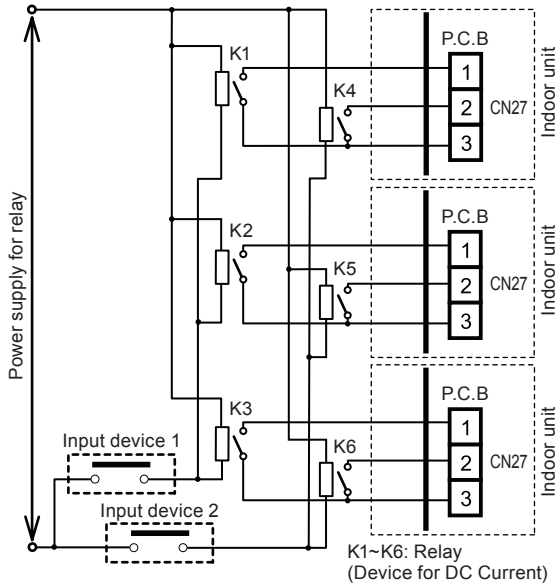 Power supply for relay
K1
K4
P.C.B
1
2
3
CN27
Indoor unit
K2
K5
P.C.B
1
2
3
CN27
Indoor unit
K3
K6
P.C.B
1
2
3
CN27
Indoor unit
Input device 1
Input device 2
K1~K6: Relay
(Device for DC Current)